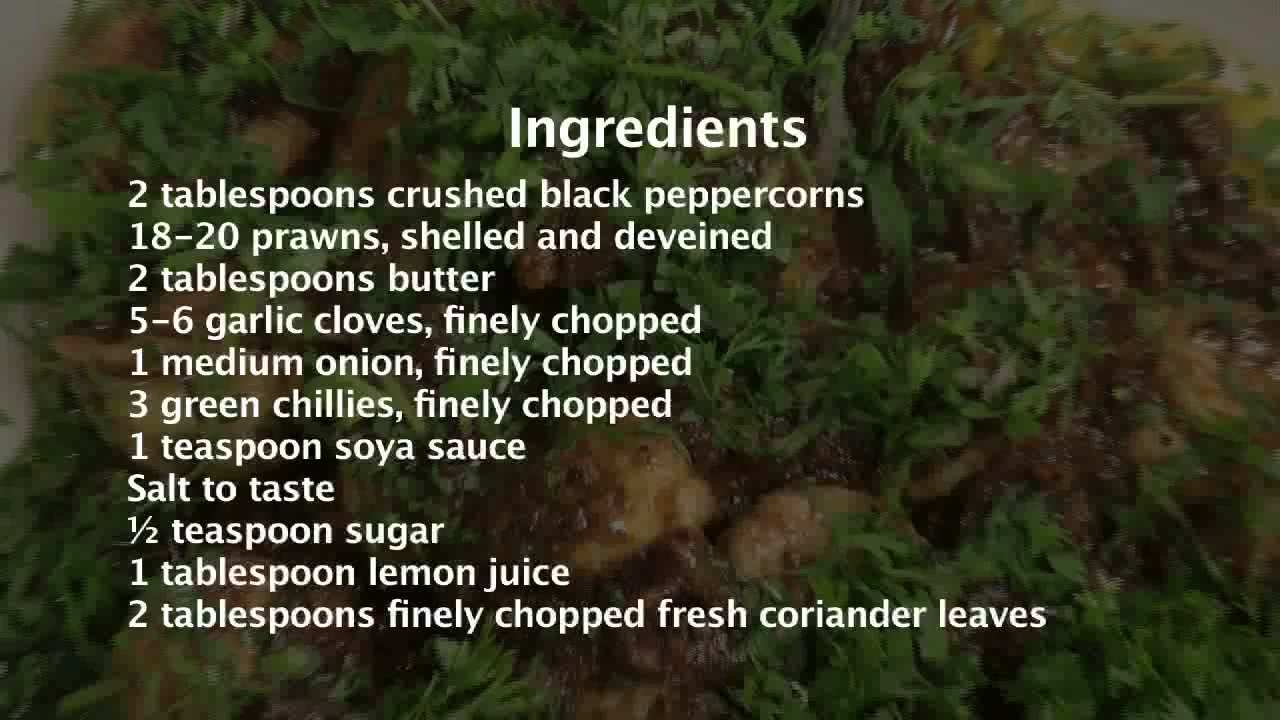 Ingredients
2 tablespoons crushed black peppercorns
18-20 prawns, shelled and deveined
2 tablespoons butter
5-6 garlic cloves, finely chopped
1 medium onion, finely chopped
3 green chillies, finely chopped
1 teaspoon soya sauce
Salt to taste
½ teaspoon sugar
1 tablespoon lemon juice
2 tablespoons finely chopped fresh coriander leaves